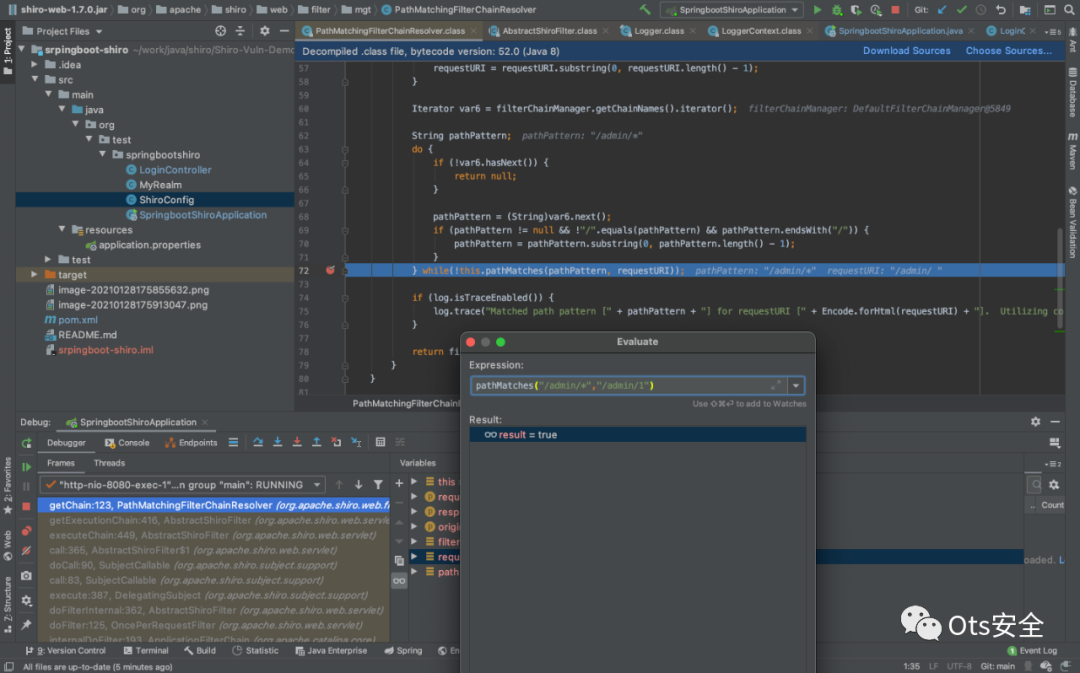 shiro-web-1.7.0.jar org apache shiro web filter mgt PathMatchingFilterChainResolver SpringbootShiroApplication Git:
Project Files
PathMatchingFilterChainResolver.class AbstractShiroFilter.class Logger.class LoggerContext.class SpringbootShiroApplication.java
Decompiled .class file, bytecode version: 52.0 (Java 8) Download Sources Choose Sources...
1: Project
Ant
Database
Maven
Bean Validation
srpingboot-shiro ~/work/java/shiro/Shiro-Vuln-Demo
.idea
src
main
java
org
test
springbootshiro
LoginController
MyRealm
ShiroConfig
SpringbootShiroApplication
resources
application.properties
test
target
image-20210128175855632.png
image-20210128175913047.png
pom.xml
README.md
srpingboot-shiro.iml
57 requestURI = requestURI.substring(0, requestURI.length() - 1);
58 }
59
60 Iterator var6 = filterChainManager.getChainNames().iterator(); filterChainManager: DefaultFilterChainManager@5849
61
62 String pathPattern; pathPattern: "/admin/*"
63 do {
64 if (!var6.hasNext()) {
65 return null;
66 }
67
68 pathPattern = (String)var6.next();
69 if (pathPattern != null && !"/".equals(pathPattern) && pathPattern.endsWith("/")) {
70 pathPattern = pathPattern.substring(0, pathPattern.length() - 1);
71 }
72 } while(!this.pathMatches(pathPattern, requestURI)); pathPattern: "/admin/*" requestURI: "/admin/ "
73
74 if (log.isTraceEnabled()) {
75 log.trace("Matched path pattern [" + pathPattern + "] for requestURI [" + Encode.forHtml(requestURI) + "]. Utilizing co
76 }
77
78 return fi
79 }
80 }
81
PathMatchingFilterChainR
Evaluate
Expression:
pathMatches("/admin/*","/admin/1")
Use ⇧⌘⏎ to add to Watches
Result:
result = true
Debug: SpringbootShiroApplication
Debugger Console Endpoints
Frames Threads Variables
"http-nio-8080-exec-1"...n group "main": RUNNING
getChain:123, PathMatchingFilterChainResolver (org.apache.shiro.web.fi
getExecutionChain:416, AbstractShiroFilter (org.apache.shiro.web.servle
executeChain:449, AbstractShiroFilter (org.apache.shiro.web.servlet)
call:365, AbstractShiroFilter$1 (org.apache.shiro.web.servlet)
doCall:90, SubjectCallable (org.apache.shiro.subject.support)
call:83, SubjectCallable (org.apache.shiro.subject.support)
execute:387, DelegatingSubject (org.apache.shiro.subject.support)
doFilterInternal:362, AbstractShiroFilter (org.apache.shiro.web.servlet)
doFilter:125, OncePerRequestFilter (org.apache.shiro.web.servlet)
internalDoFilter:193, ApplicationFilterChain (org.apache.catalina.core)
this
requ
resp
origin
filter
requ
path
Count
oaded. L
2: Favorites
Web
Z: Structure
Ots安全
9: Version Control Terminal Build Statistic Java Enterprise Spring En Event Log
All files are up-to-date (5 minutes ago) 1:35 LF UTF-8 Git: main